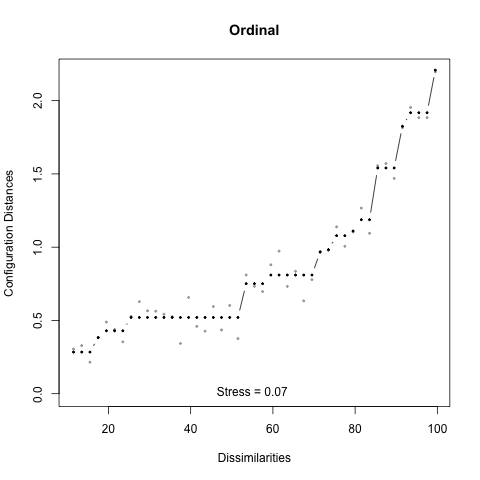 Ordinal
Configuration Distances
2.0
1.5
1.0
0.5
0.0
Stress = 0.07
20 40 60 80 100
Dissimilarities